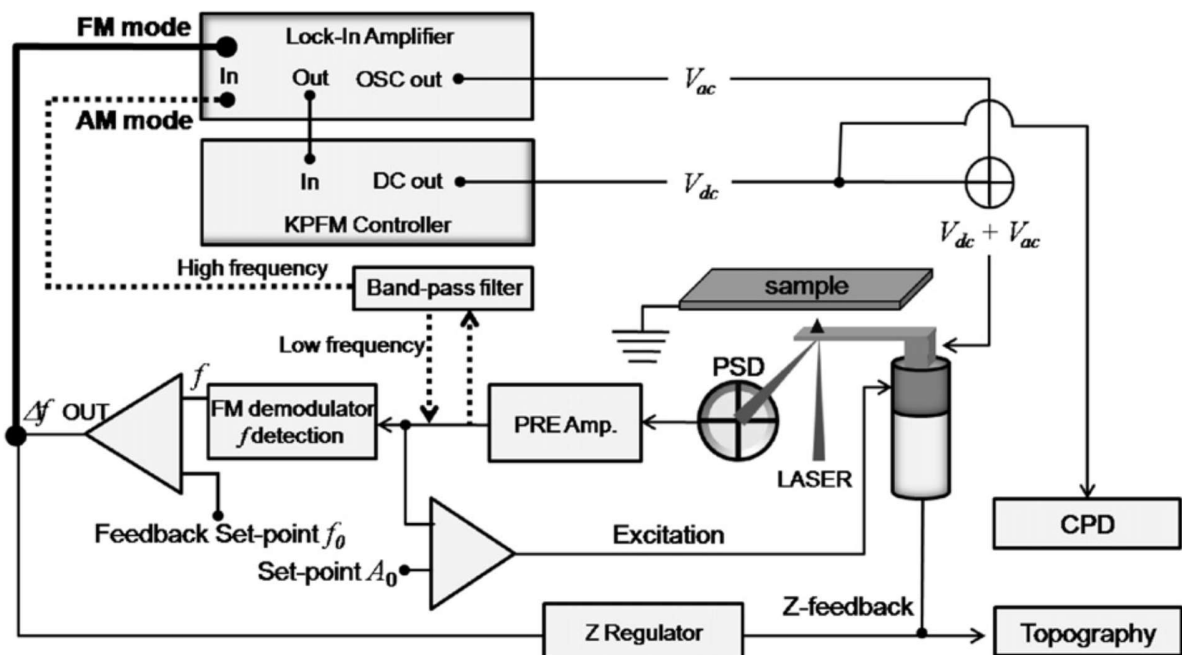 FM mode
Lock-In Amplifier
In
Out
OSC out
V_ac
AM mode
In
DC out
V_dc
KPFM Controller
V_dc + V_ac
High frequency
Band-pass filter
sample
Low frequency
PSD
f
Δf OUT
FM demodulator
f detection
PRE Amp.
LASER
Feedback Set-point f_0
Excitation
CPD
Set-point A_0
Z-feedback
Z Regulator
Topography